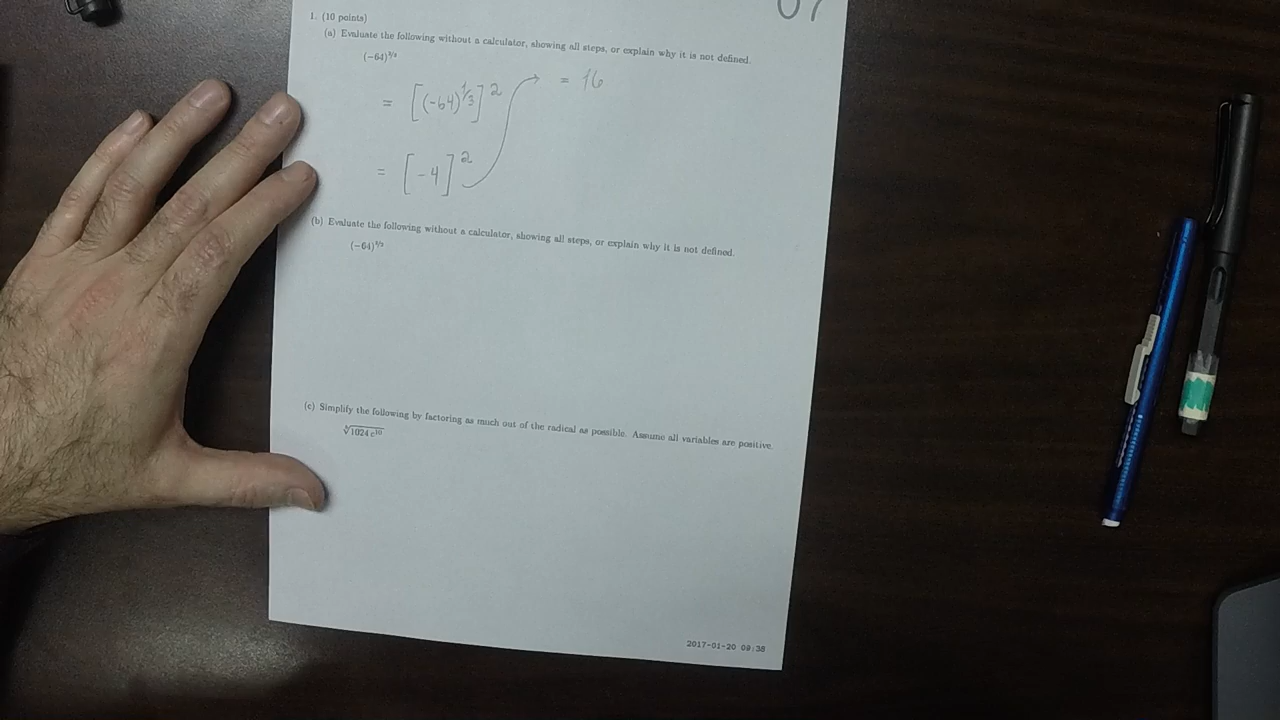 07
1. (10 points)
(a) Evaluate the following without a calculator, showing all steps, or explain why it is not defined.
(−64)^{2/3}
= [(-64)^{1/3}]^2 = 16
= [-4]^2
(b) Evaluate the following without a calculator, showing all steps, or explain why it is not defined.
(c) Simplify the following by factoring as much out of the radical as possible. Assume all variables are positive.
2017-01-20 09:38